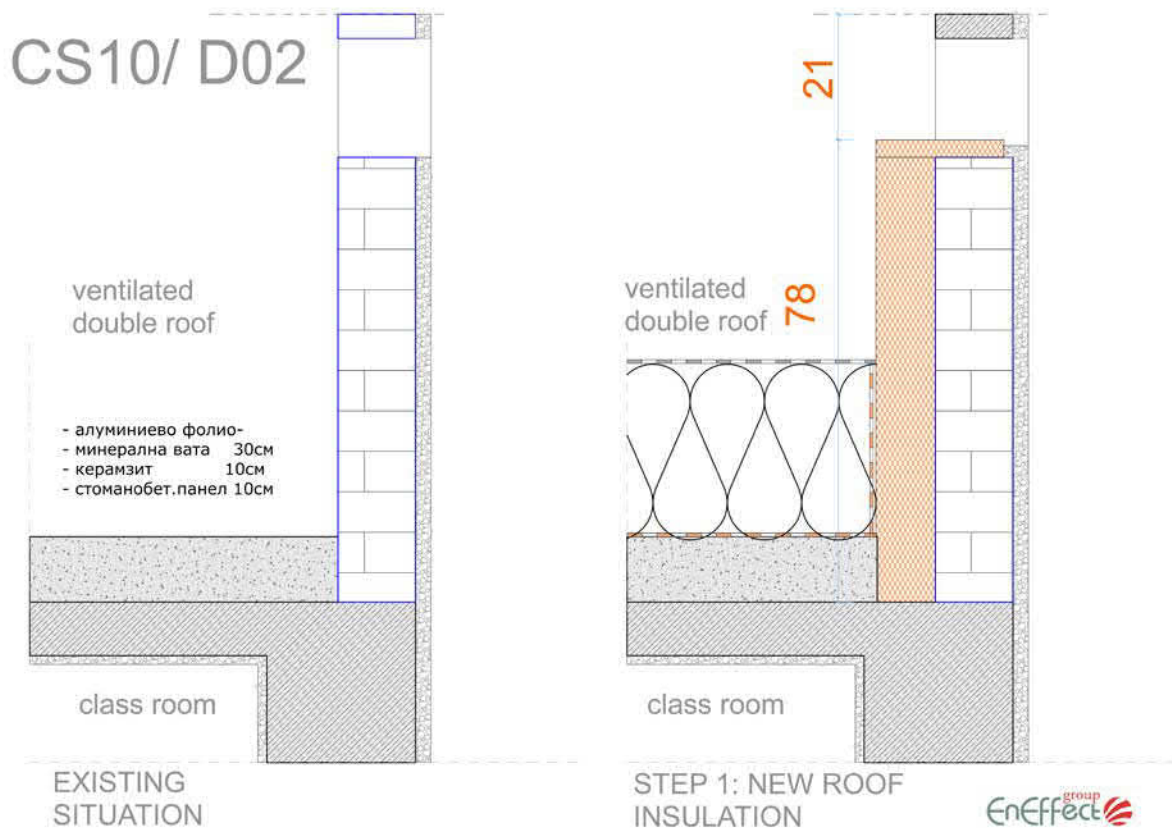 CS10/ D02
ventilated
double roof
- алуминиево фолио-
- минерална вата 30см
- керамзит 10см
- стоманобет.панел 10см
class room
EXISTING
SITUATION
21
78
ventilated
double roof
class room
STEP 1: NEW ROOF
INSULATION
EnEffect group